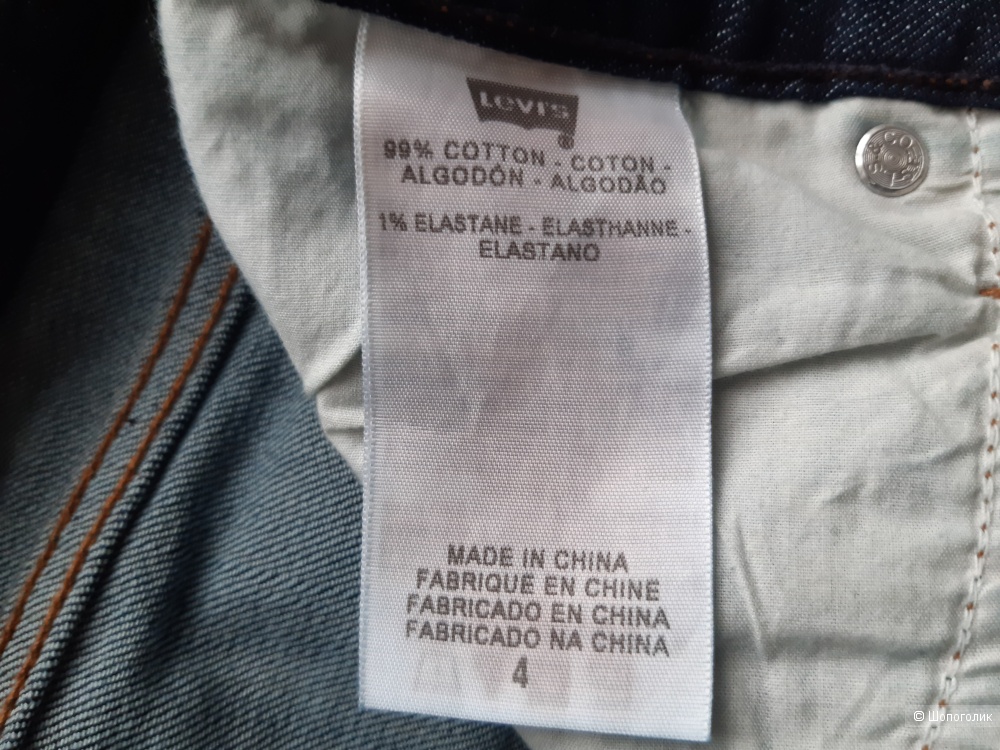 Levi's
®
99% COTTON - COTON -
ALGODÓN - ALGODÃO
1% ELASTANE - ELASTHANNE -
ELASTANO
MADE IN CHINA
FABRIQUÉ EN CHINE
FABRICADO EN CHINA
FABRICADO NA CHINA
4
© Шопоголик